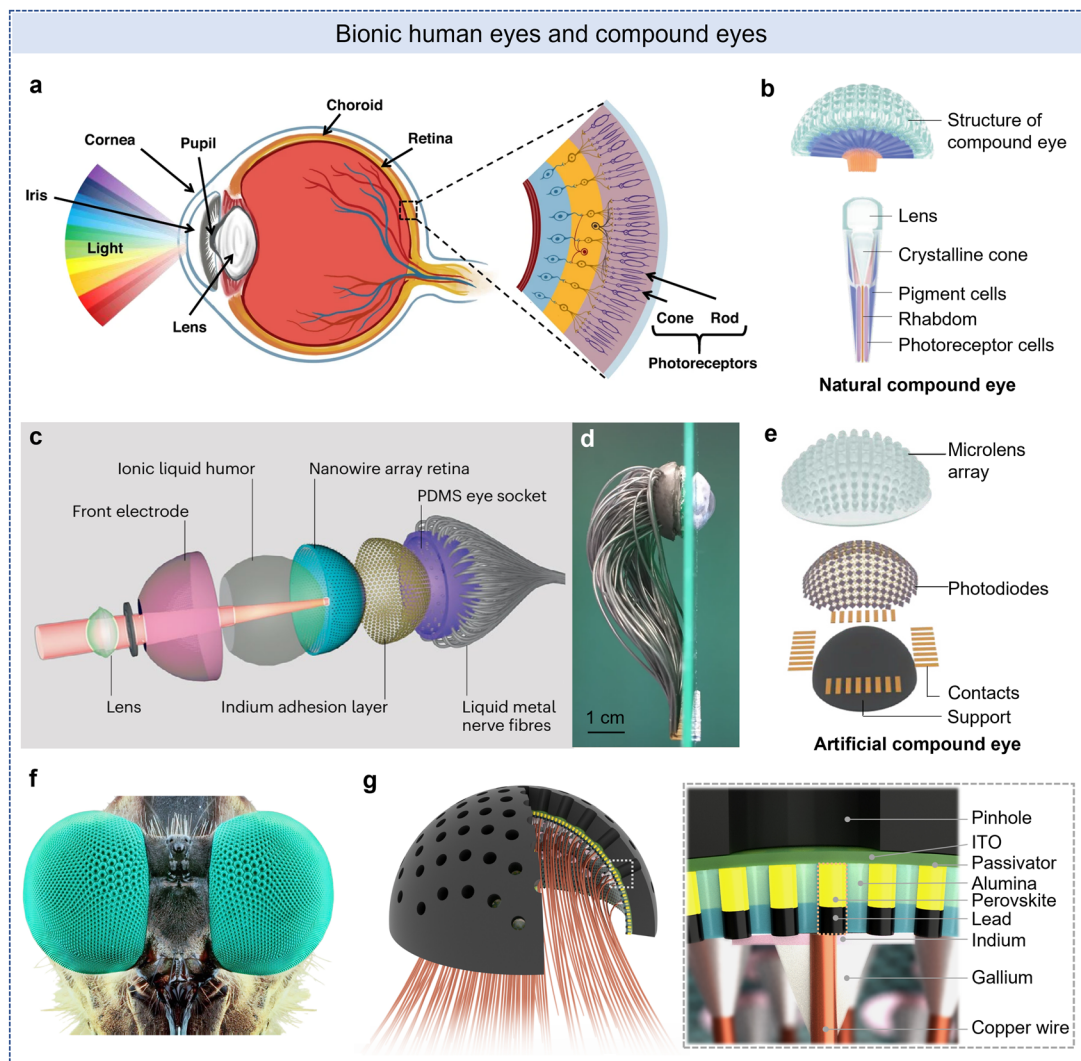 Bionic human eyes and compound eyes
a
Choroid
Cornea
Pupil
Retina
Iris
Light
Lens
Cone Rod
Photoreceptors
b
Structure of
compound eye
Lens
Crystalline cone
Pigment cells
Rhabdom
Photoreceptor cells
Natural compound eye
c
Ionic liquid humor
Nanowire array retina
Front electrode
PDMS eye socket
Lens
Indium adhesion layer
Liquid metal
nerve fibres
d
1 cm
e
Microlens
array
Photodiodes
Contacts
Support
Artificial compound eye
f
g
Pinhole
ITO
Passivator
Alumina
Perovskite
Lead
Indium
Gallium
Copper wire